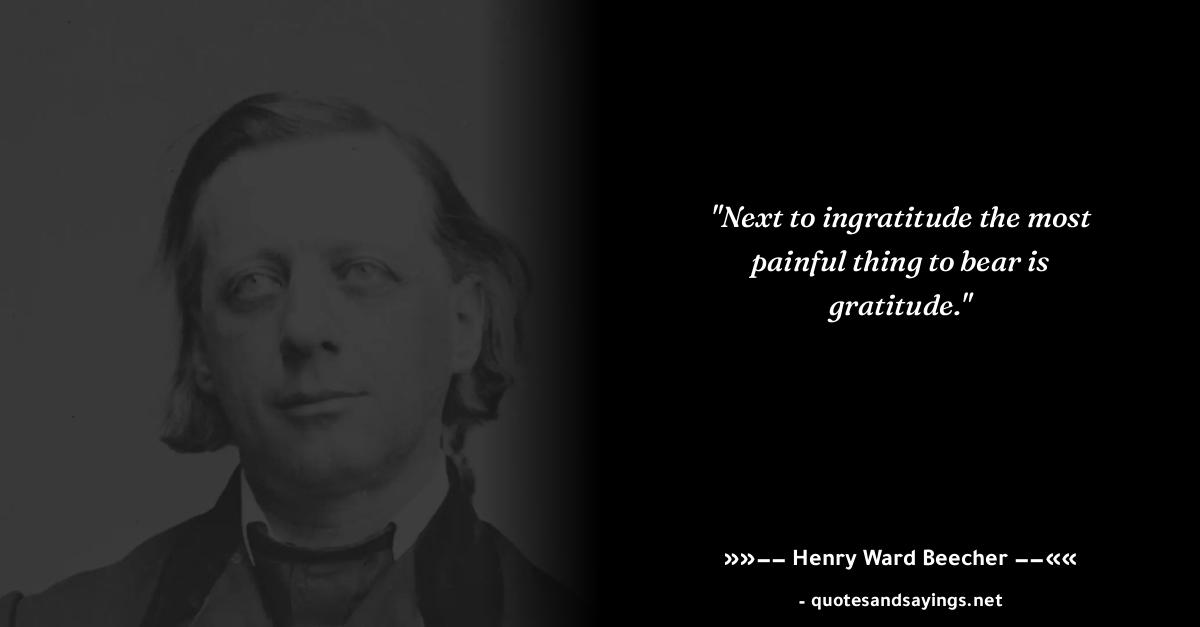 "Next to ingratitude the most
painful thing to bear is
gratitude."
»»–– Henry Ward Beecher ––««
- quotesandsayings.net